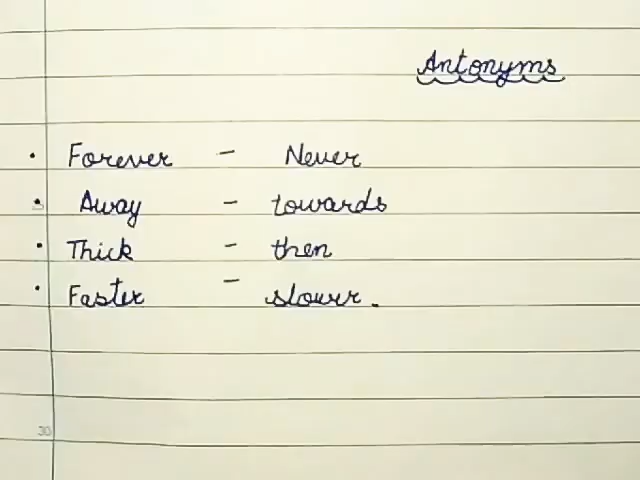 Antonyms
• Forever - Never
• Away - towards
• Thick - then
• Faster - slower.
30